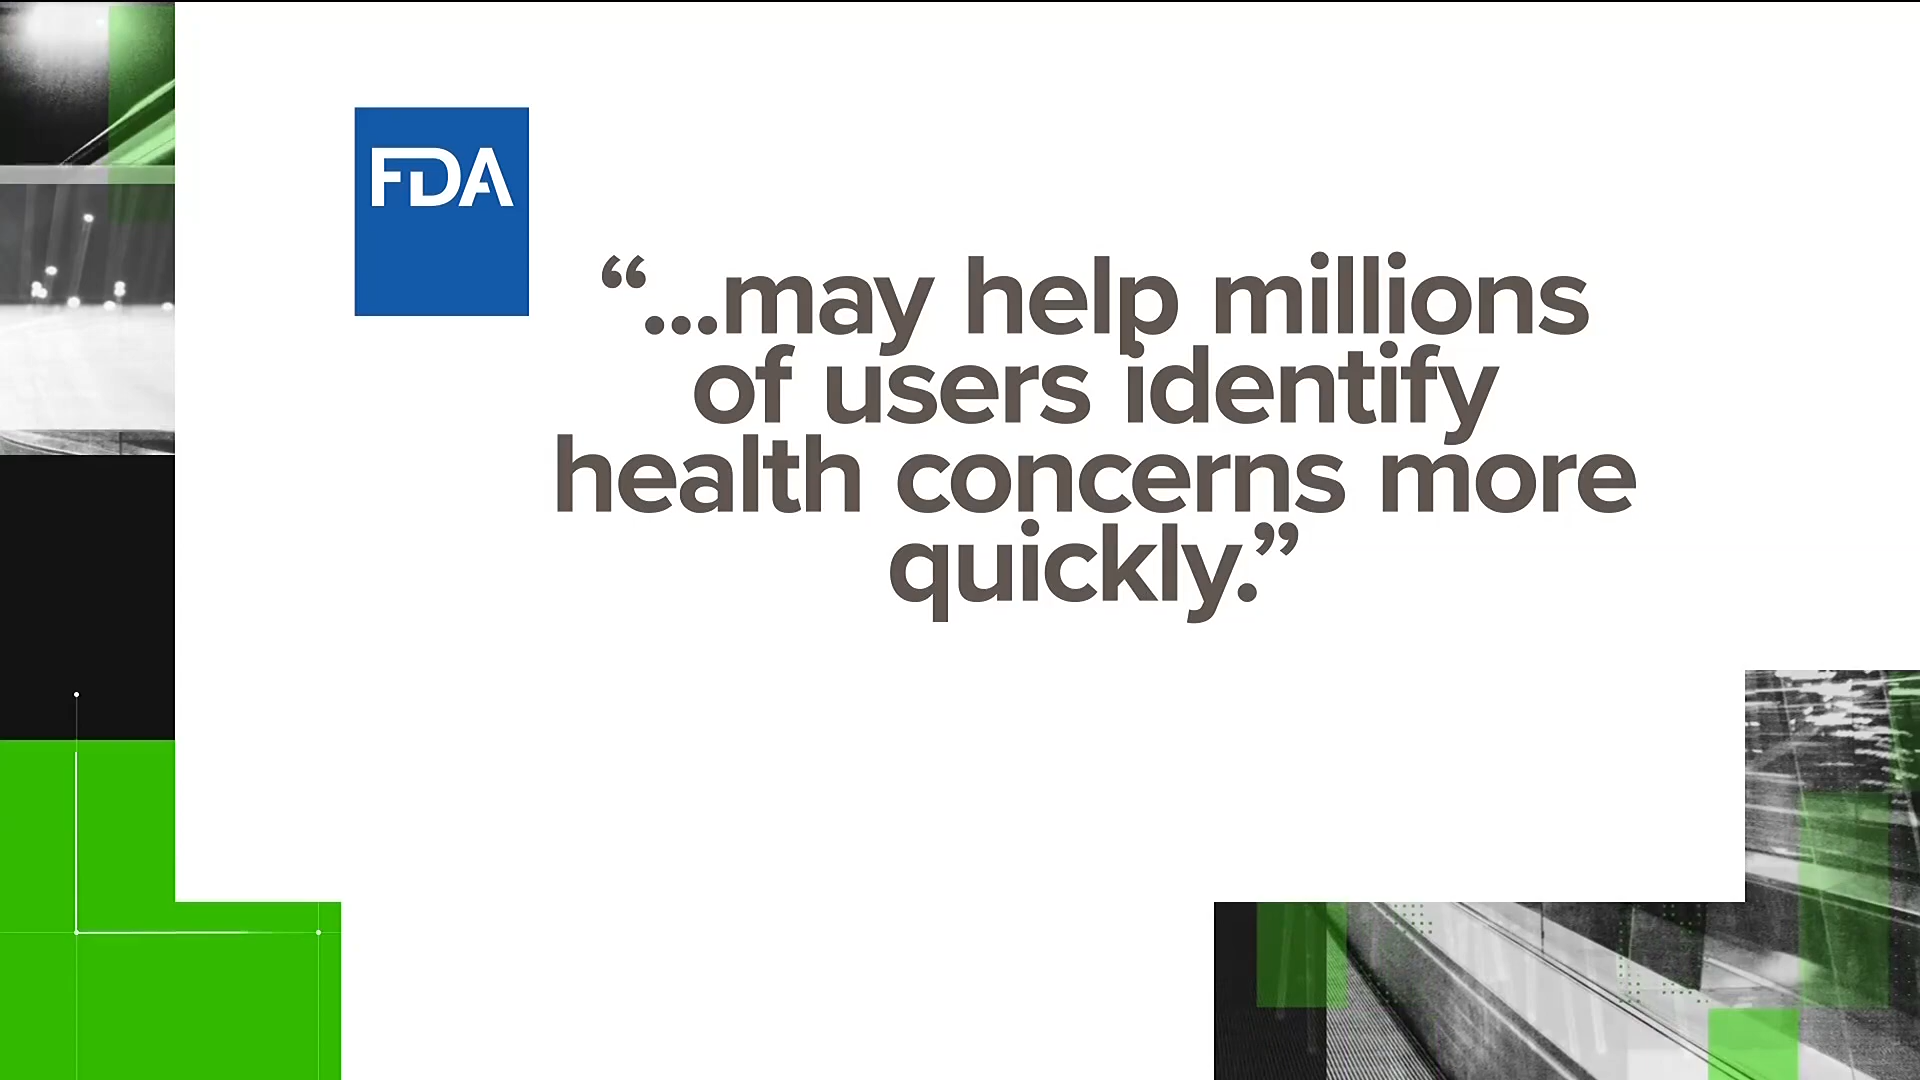 FDA
“...may help millions
of users identify
health concerns more
quickly.”